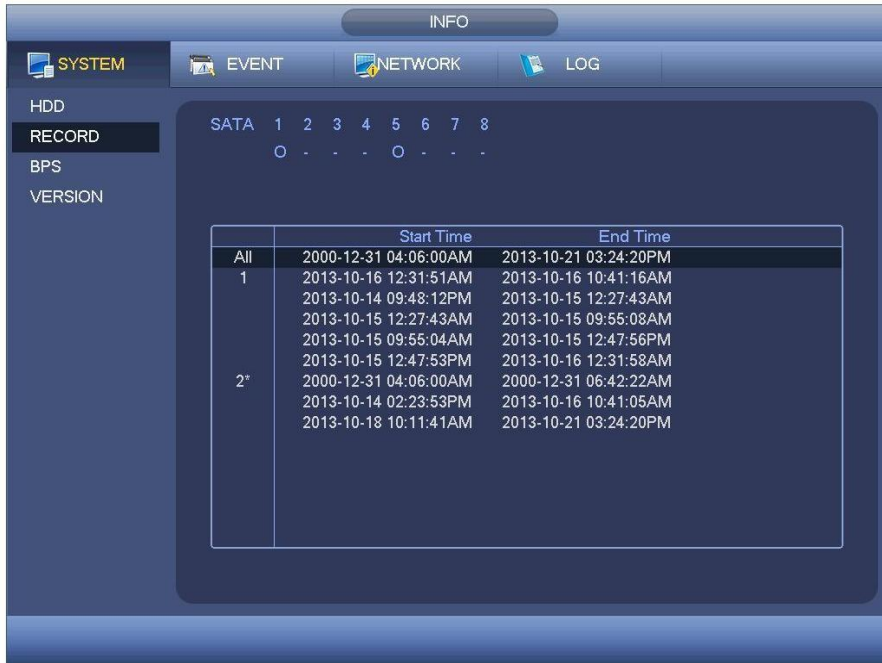 INFO
SYSTEM EVENT NETWORK LOG
HDD
RECORD
BPS
VERSION
SATA 1 2 3 4 5 6 7 8
O - - - O - - -
Start Time End Time
All 2000-12-31 04:06:00AM 2013-10-21 03:24:20PM
1 2013-10-16 12:31:51AM 2013-10-16 10:41:16AM
2013-10-14 09:48:12PM 2013-10-15 12:27:43AM
2013-10-15 12:27:43AM 2013-10-15 09:55:08AM
2013-10-15 09:55:04AM 2013-10-15 12:47:56PM
2013-10-15 12:47:53PM 2013-10-16 12:31:58AM
2* 2000-12-31 04:06:00AM 2000-12-31 06:42:22AM
2013-10-14 02:23:53PM 2013-10-16 10:41:05AM
2013-10-18 10:11:41AM 2013-10-21 03:24:20PM